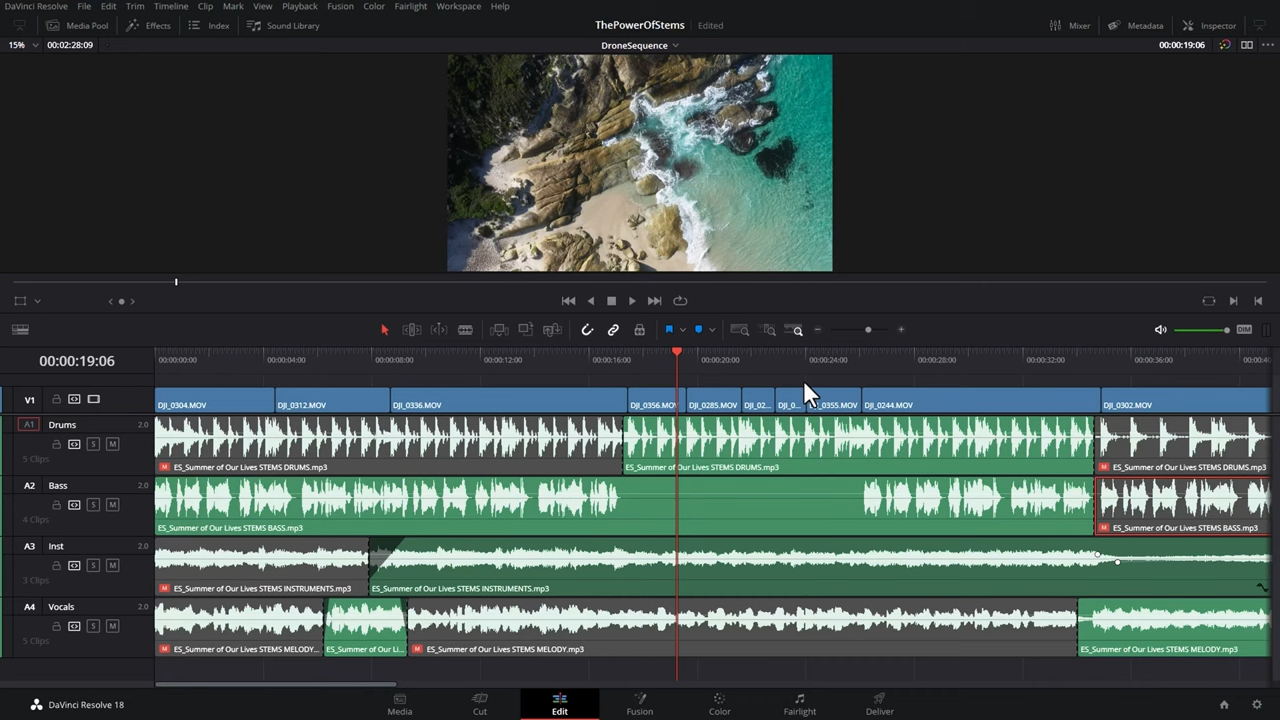 DaVinci Resolve File Edit Trim Timeline Clip Mark View Playback Fusion Color Fairlight Workspace Help
Media Pool Effects Index Sound Library ThePowerOfStems Edited Mixer Metadata Inspector
15% 00:02:28:09 DroneSequence 00:00:19:06
DIM
00:00:19:06 00:00:00:00 00:00:04:00 00:00:08:00 00:00:12:00 00:00:16:00 00:00:20:00 00:00:24:00 00:00:28:00 00:00:32:00 00:00:36:00
V1 DJI_0304.MOV DJI_0312.MOV DJI_0336.MOV DJI_0356.MOV DJI_0285.MOV DJI_02... DJI_0... _0355.MOV DJI_0244.MOV DJI_0302.MOV
A1 Drums 2.0
S M
5 Clips ES_Summer of Our Lives STEMS DRUMS.mp3 ES_Summer of Our Lives STEMS DRUMS.mp3 ES_Summer of Our Lives STEMS DRUMS.mp3
A2 Bass 2.0
S M
4 Clips ES_Summer of Our Lives STEMS BASS.mp3 ES_Summer of Our Lives STEMS BASS.mp3
A3 Inst 2.0
S M
3 Clips ES_Summer of Our Lives STEMS INSTRUMENTS.mp3 ES_Summer of Our Lives STEMS INSTRUMENTS.mp3
A4 Vocals 2.0
S M
5 Clips ES_Summer of Our Lives STEMS MELODY... ES_Summer of Our Li... ES_Summer of Our Lives STEMS MELODY.mp3 ES_Summer of Our Lives STEMS MELODY.mp3
DaVinci Resolve 18 Media Cut Edit Fusion Color Fairlight Deliver